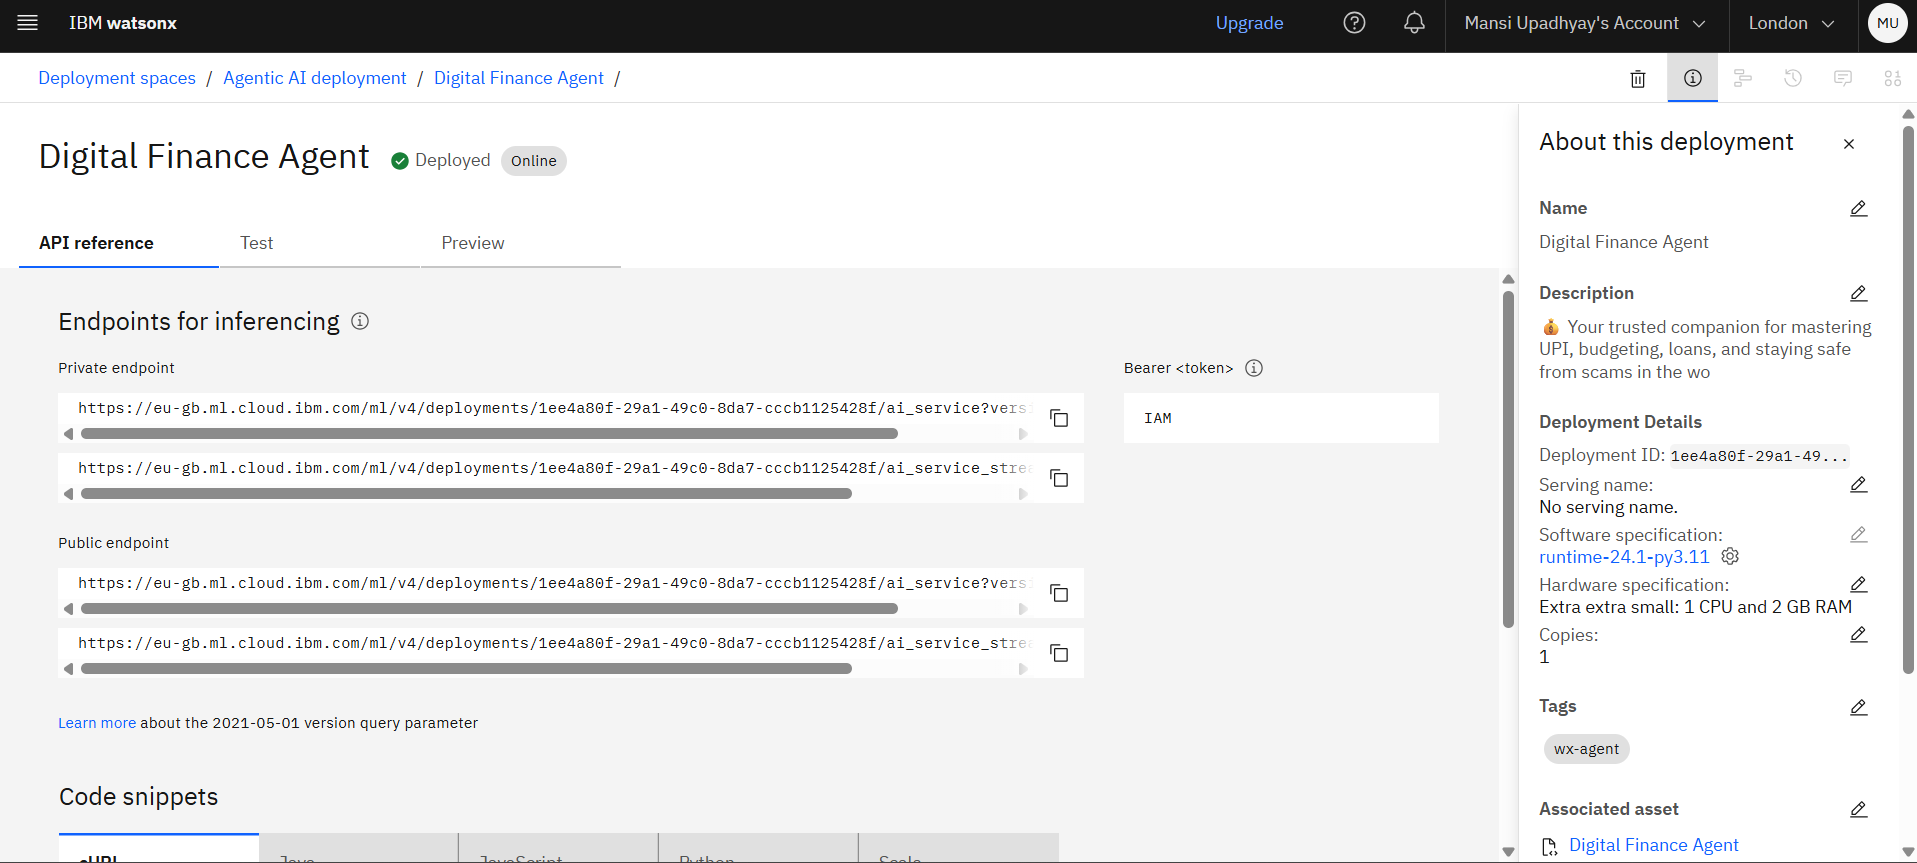 IBM watsonx
Upgrade
Mansi Upadhyay's Account
London
MU
Deployment spaces / Agentic AI deployment / Digital Finance Agent /
Digital Finance Agent
Deployed
Online
API reference
Test
Preview
Endpoints for inferencing
Private endpoint
https://eu-gb.ml.cloud.ibm.com/ml/v4/deployments/1ee4a80f-29a1-49c0-8da7-cccb1125428f/ai_service?vers
https://eu-gb.ml.cloud.ibm.com/ml/v4/deployments/1ee4a80f-29a1-49c0-8da7-cccb1125428f/ai_service_stre
Public endpoint
https://eu-gb.ml.cloud.ibm.com/ml/v4/deployments/1ee4a80f-29a1-49c0-8da7-cccb1125428f/ai_service?vers
https://eu-gb.ml.cloud.ibm.com/ml/v4/deployments/1ee4a80f-29a1-49c0-8da7-cccb1125428f/ai_service_stre
Bearer <token>
IAM
Learn more about the 2021-05-01 version query parameter
Code snippets
cURL
Java
JavaScript
Python
Scala
About this deployment
Name
Digital Finance Agent
Description
💰 Your trusted companion for mastering
UPI, budgeting, loans, and staying safe
from scams in the wo
Deployment Details
Deployment ID: 1ee4a80f-29a1-49...
Serving name:
No serving name.
Software specification:
runtime-24.1-py3.11
Hardware specification:
Extra extra small: 1 CPU and 2 GB RAM
Copies:
1
Tags
wx-agent
Associated asset
Digital Finance Agent